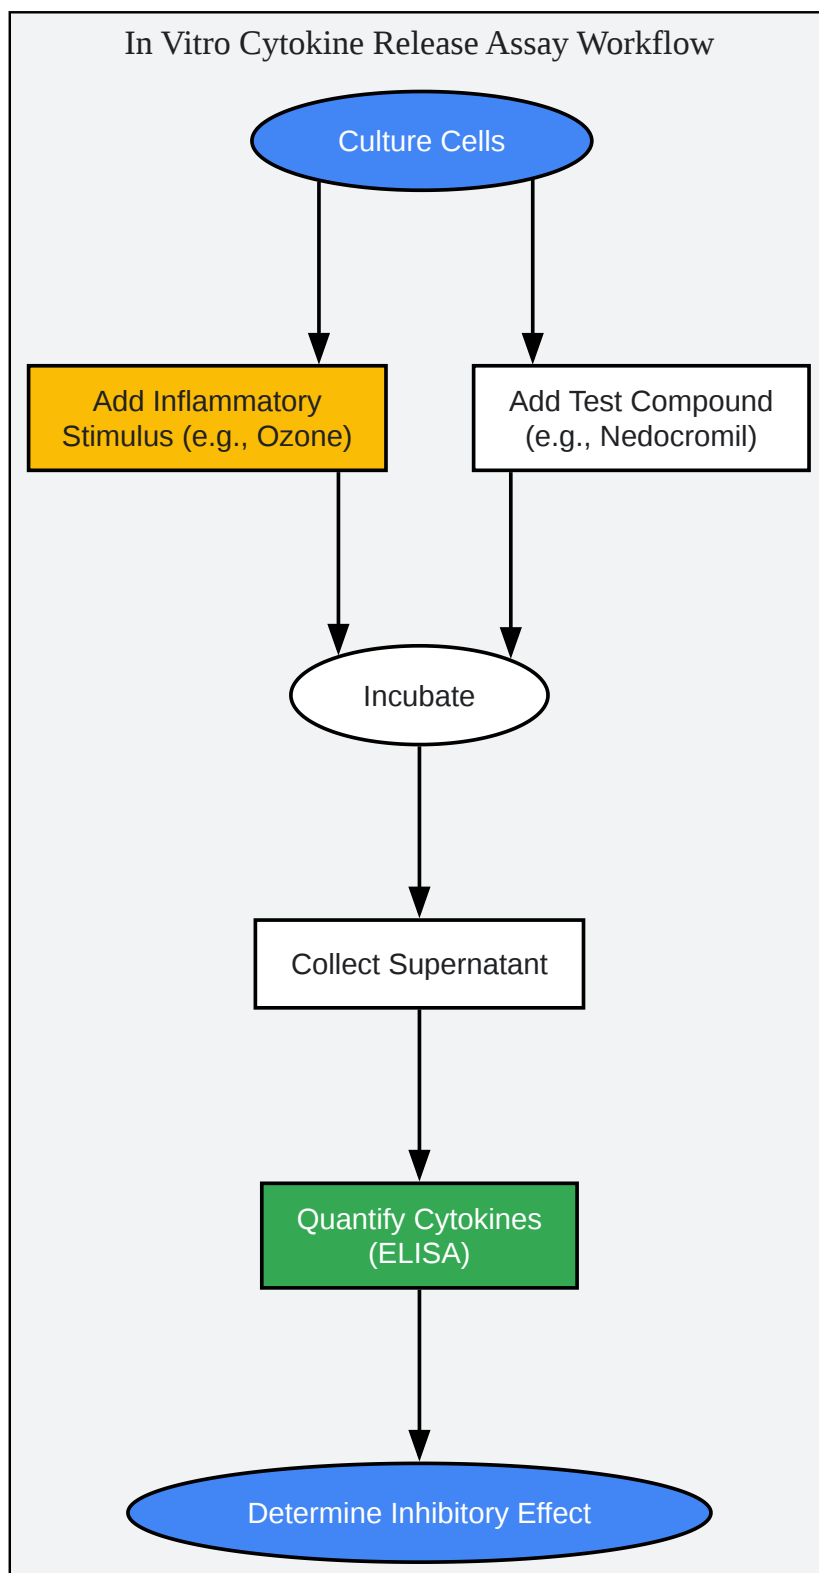 In Vitro Cytokine Release Assay Workflow
Culture Cells
Add Inflammatory
Stimulus (e.g., Ozone)
Add Test Compound
(e.g., Nedocromil)
Incubate
Collect Supernatant
Quantify Cytokines
(ELISA)
Determine Inhibitory Effect